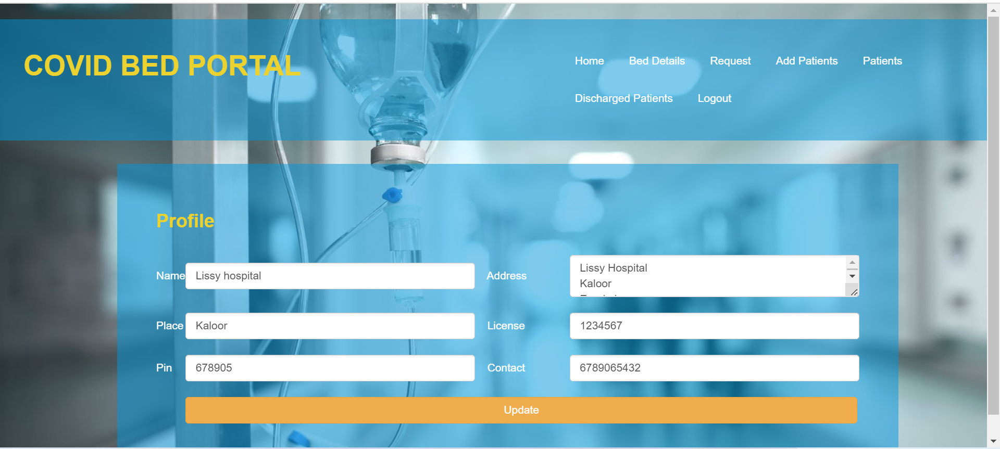 COVID BED PORTAL
Home Bed Details Request Add Patients Patients
Discharged Patients Logout
Profile
Name Lissy hospital Address Lissy Hospital
Kaloor
Place Kaloor License 1234567
Pin 678905 Contact 6789065432
Update